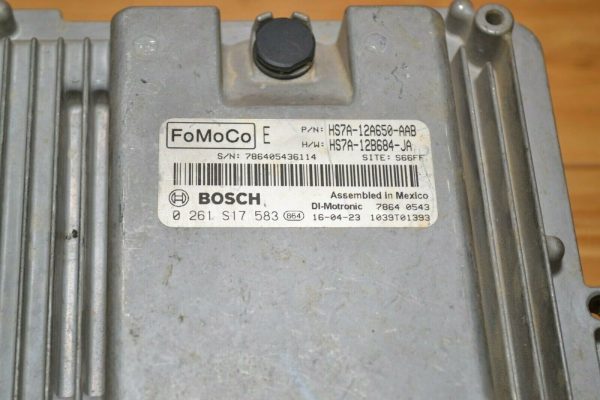 FoMoCo E P/N: HS7A-12A650-AAB
H/W: HS7A-12B684-JA
S/N: 786405436114 SITE: S66FF
BOSCH Assembled in Mexico
DI-Motronic 7864 0543
0 261 S17 583 B64 16-04-23 1039T01393